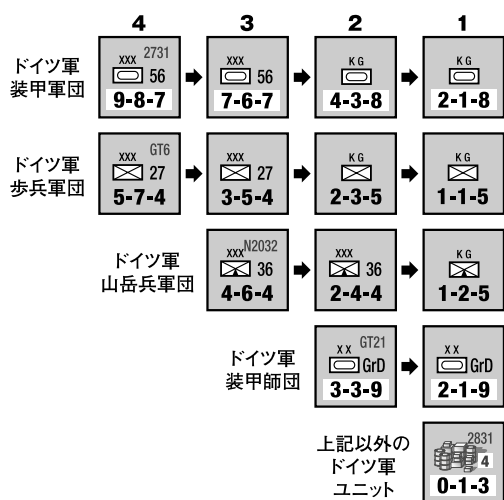 4 3 2 1
ドイツ軍
装甲軍団
xxx 2731
56
9-8-7
xxx
56
7-6-7
KG
4-3-8
KG
2-1-8
ドイツ軍
歩兵軍団
xxx GT6
27
5-7-4
xxx
27
3-5-4
KG
2-3-5
KG
1-1-5
ドイツ軍
山岳兵軍団
xxx N2032
36
4-6-4
xxx
36
2-4-4
KG
1-2-5
ドイツ軍
装甲師団
xx GT21
GrD
3-3-9
xx
GrD
2-1-9
上記以外の
ドイツ軍
ユニット
2831
4
0-1-3